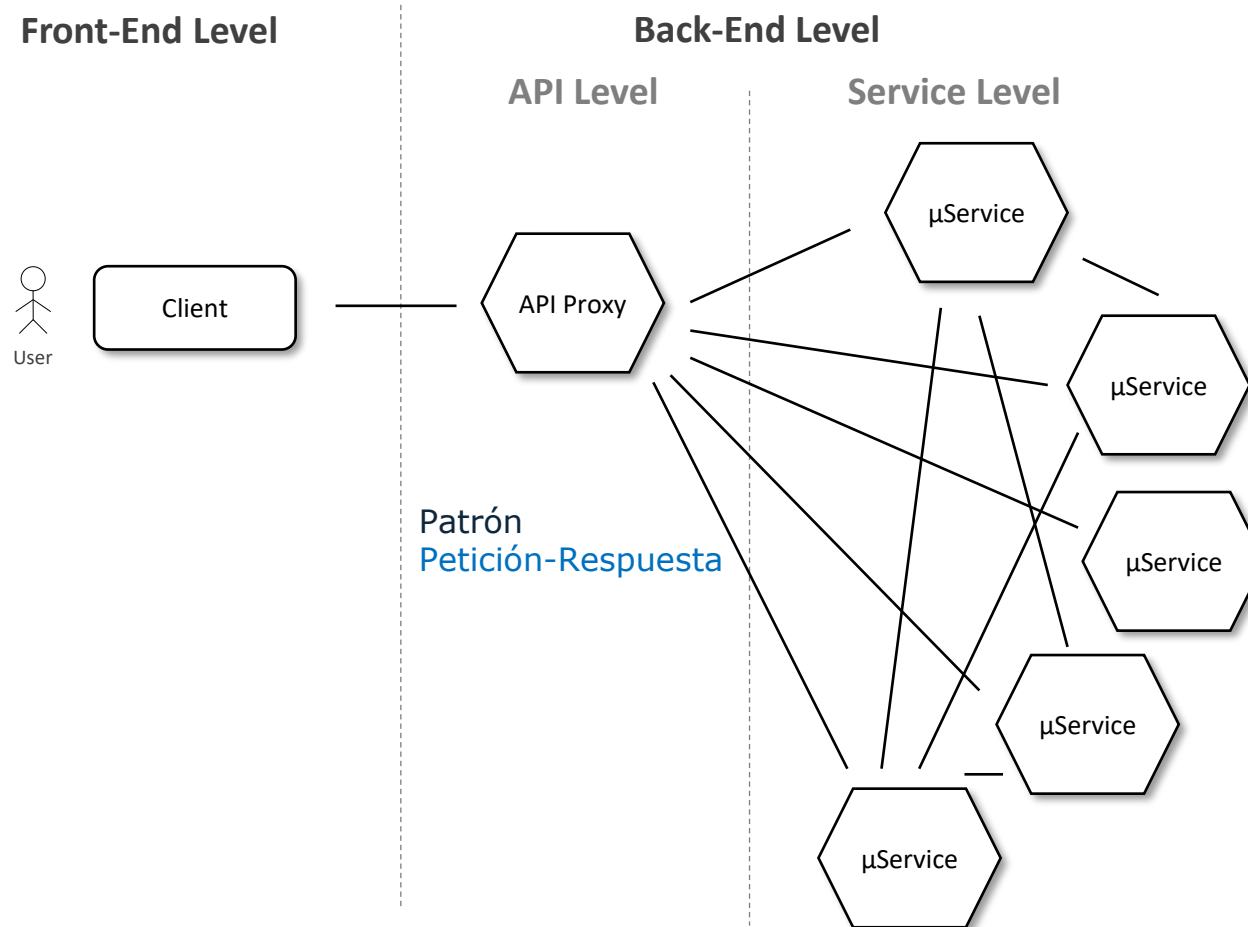 Front-End Level
Back-End Level
API Level
Service Level
µService
API Proxy
Client
User
µService
Patrón
Petición-Respuesta
µService
µService
µService